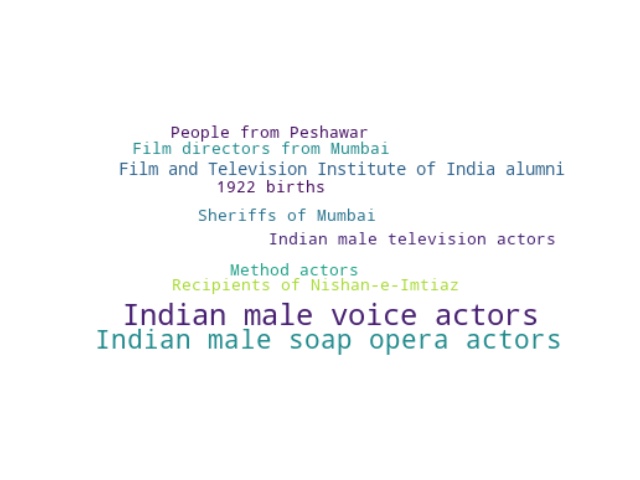 People from Peshawar
Film directors from Mumbai
Film and Television Institute of India alumni
1922 births
Sheriffs of Mumbai
Indian male television actors
Method actors
Recipients of Nishan-e-Imtiaz
Indian male voice actors
Indian male soap opera actors